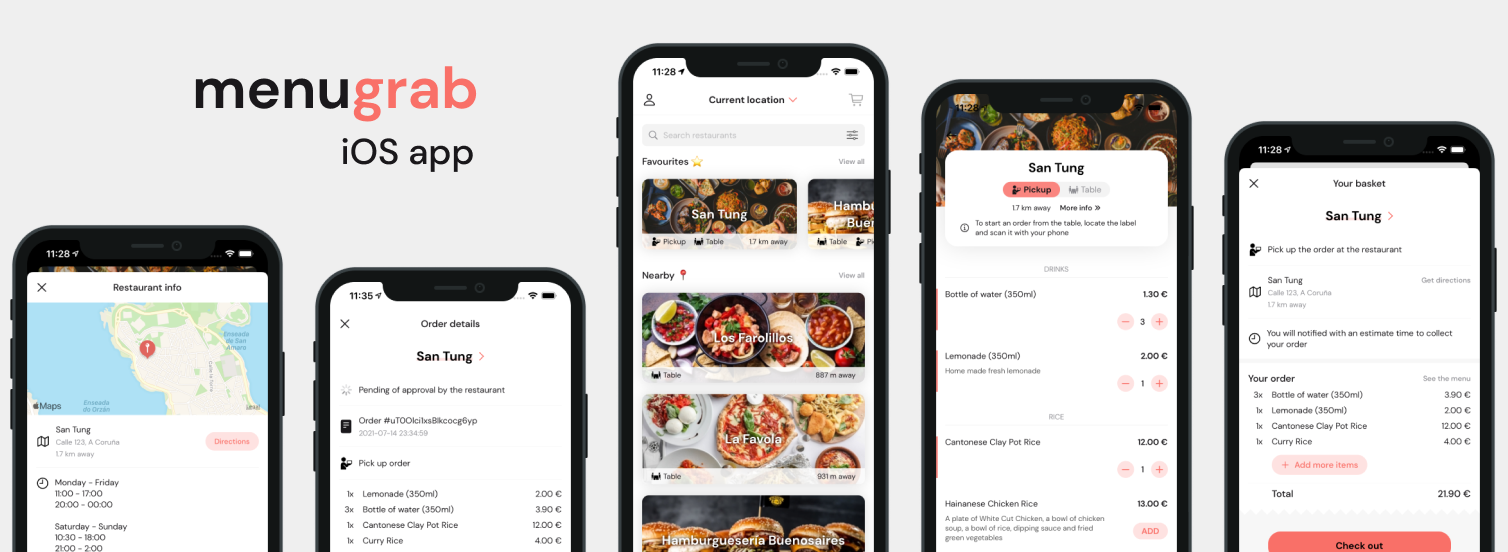 menugrab
iOS app
11:28
Restaurant info
Enseada de San Amaro
Calle la Torre
Enseada do Orzán
Maps
Legal
San Tung
Calle 123, A Coruña
1.7 km away
Directions
Monday - Friday
11:00 - 17:00
20:00 - 00:00
Saturday - Sunday
10:30 - 18:00
21:00 - 2:00
11:35
Order details
San Tung
Pending of approval by the restaurant
2021-07-14 23:34:59
Pick up order
1x Lemonade (350ml) 2.00 €
3x Bottle of water (350ml) 3.90 €
1x Cantonese Clay Pot Rice 12.00 €
1x Curry Rice 4.00 €
11:28
Current location
Search restaurants
Favourites View all
San Tung
Pickup Table 1.7 km away
Hambu
Buen
Table Pi
Nearby View all
Los Farolillos
Table 887 m away
La Favola
Table 931 m away
Hamburguesería Buenosaires
11:28
San Tung
Pickup Table
1.7 km away More info
To start an order from the table, locate the label
and scan it with your phone
DRINKS
Bottle of water (350ml) 1.30 €
3
Lemonade (350ml) 2.00 €
Home made fresh lemonade
1
RICE
Cantonese Clay Pot Rice 12.00 €
1
Hainanese Chicken Rice 13.00 €
A plate of White Cut Chicken, a bowl of chicken
soup, a bowl of rice, dipping sauce and fried
green vegetables
ADD
11:28
Your basket
San Tung
Pick up the order at the restaurant
San Tung
Calle 123, A Coruña
1.7 km away
Get directions
You will notified with an estimate time to collect
your order
Your order See the menu
3x Bottle of water (350ml) 3.90 €
1x Lemonade (350ml) 2.00 €
1x Cantonese Clay Pot Rice 12.00 €
1x Curry Rice 4.00 €
+ Add more items
Total 21.90 €
Check out